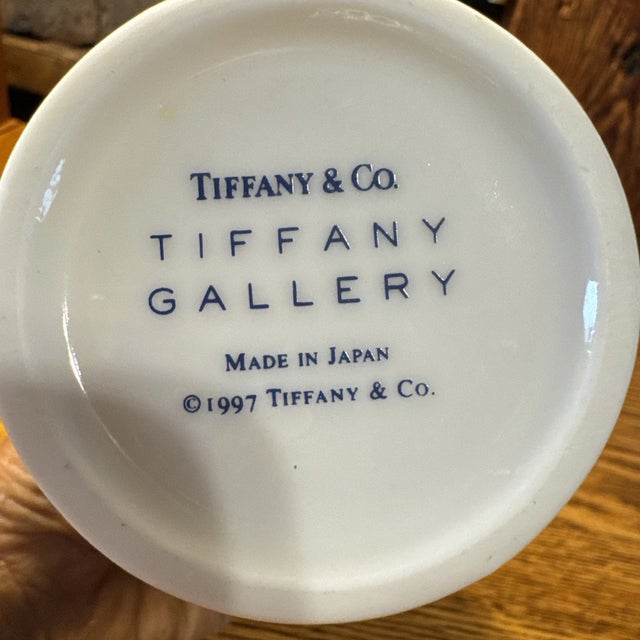 TIFFANY & CO.
TIFFANY
GALLERY
MADE IN JAPAN
©1997 TIFFANY & CO.